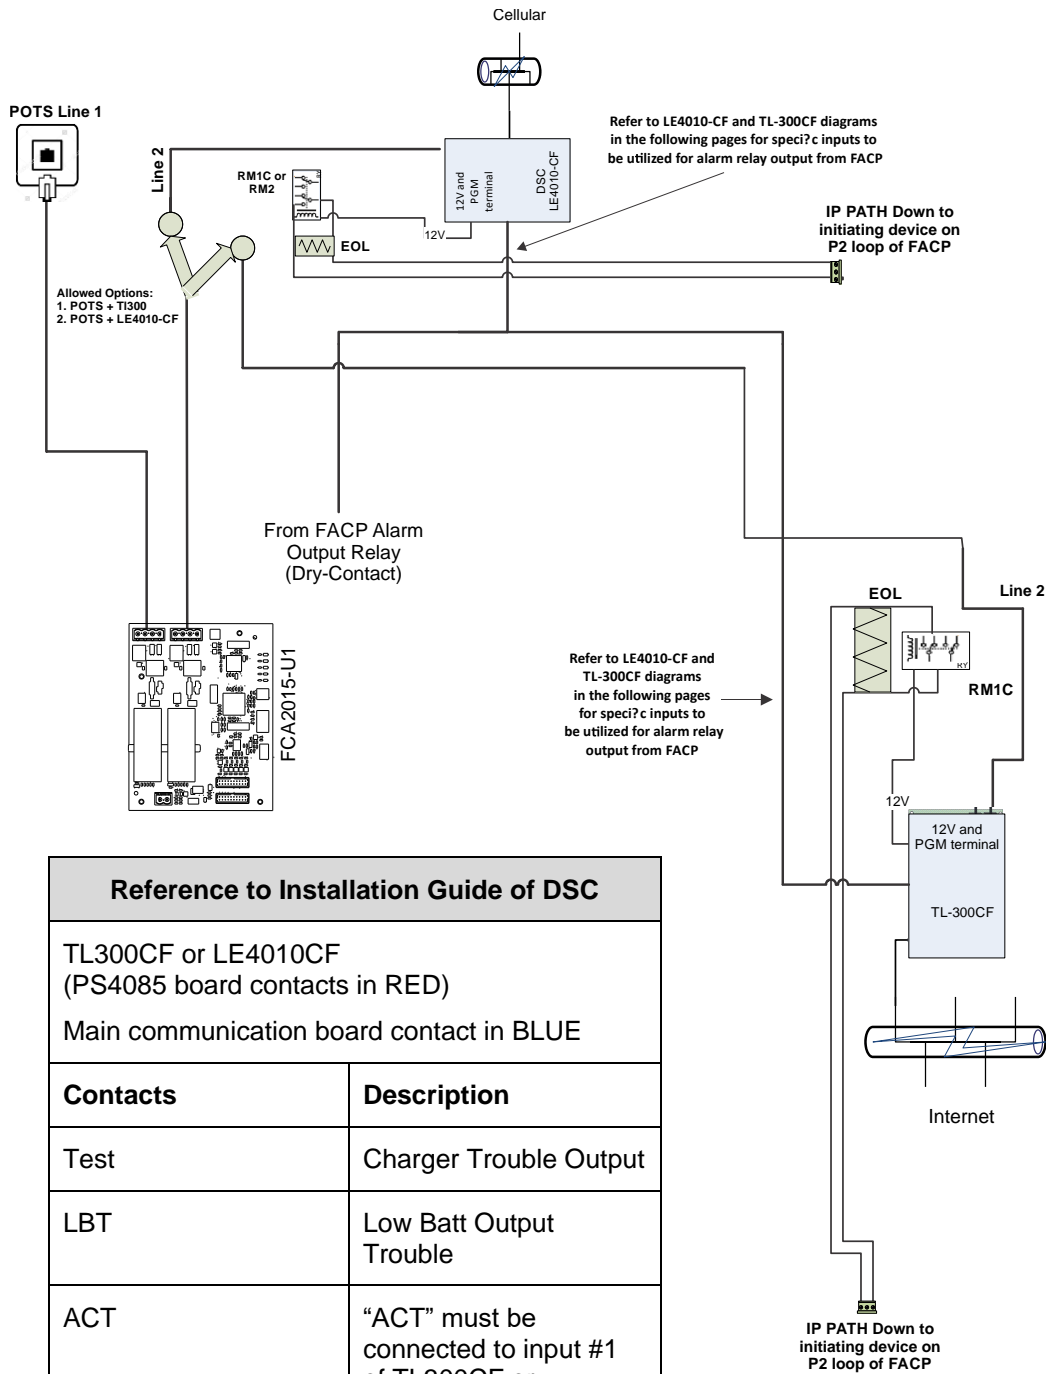 Cellular
POTS Line 1
Line 2
RM1C or
RM2
12V and
PGM
terminal
DSC
LE4010-CF
12V
EOL
Refer to LE4010-CF and TL-300CF diagrams
in the following pages for speci?c inputs to
be utilized for alarm relay output from FACP
IP PATH Down to
initiating device on
P2 loop of FACP
Allowed Options:
1. POTS + Tl300
2. POTS + LE4010-CF
From FACP Alarm
Output Relay
(Dry-Contact)
FCA2015-U1
Refer to LE4010-CF and
TL-300CF diagrams
in the following pages
for speci?c inputs to
be utilized for alarm relay
output from FACP
EOL
Line 2
RY
RM1C
12V
12V and
PGM terminal
TL-300CF
Internet
IP PATH Down to
initiating device on
P2 loop of FACP
Reference to Installation Guide of DSC
TL300CF or LE4010CF
(PS4085 board contacts in RED)
Main communication board contact in BLUE
Contacts
Description
Test
Charger Trouble Output
LBT
Low Batt Output
Trouble
ACT
“ACT” must be
connected to input #1